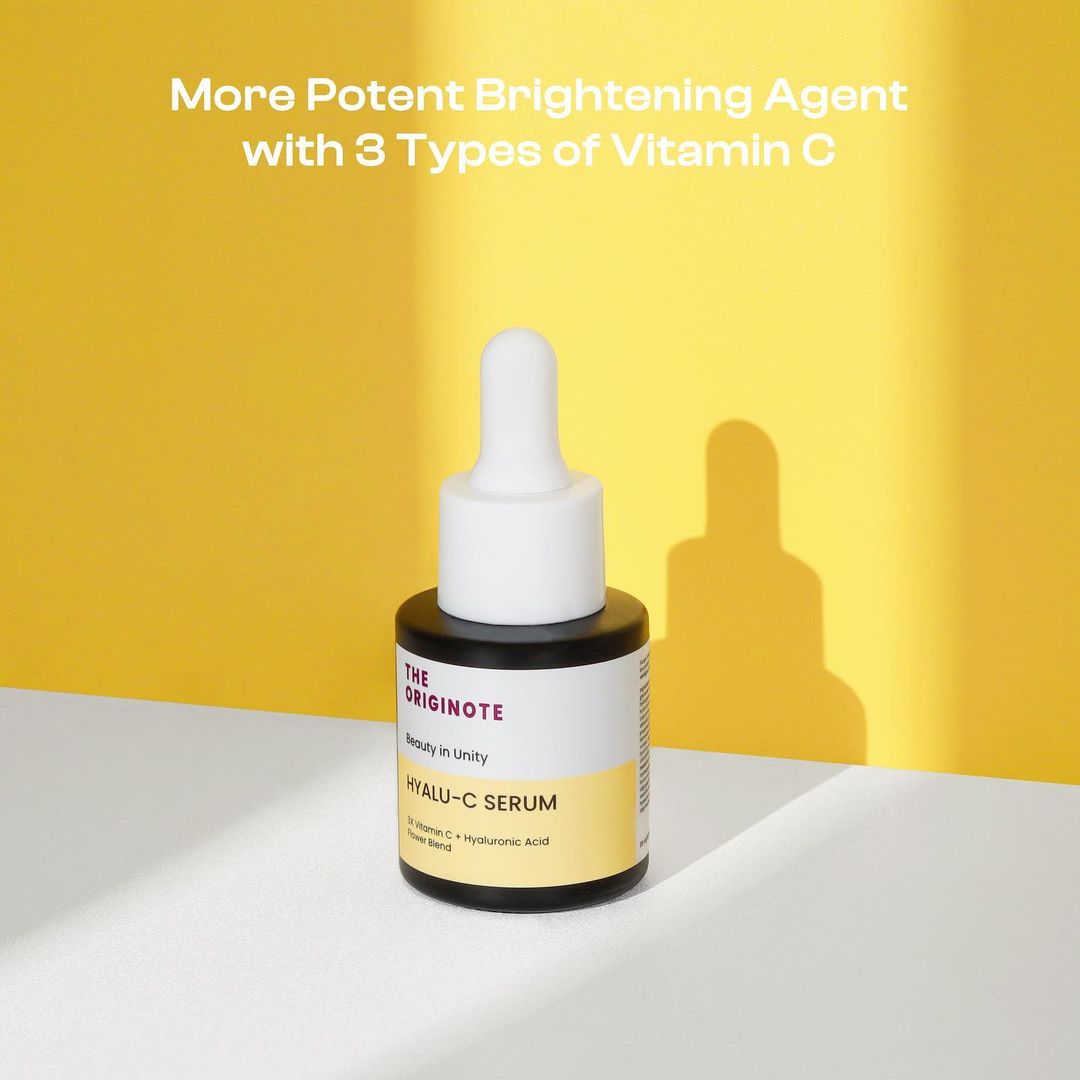 More Potent Brightening Agent
with 3 Types of Vitamin C
THE
ORIGINOTE
Beauty in Unity
HYALU-C SERUM
3X Vitamin C + Hyaluronic Acid
Flower Blend